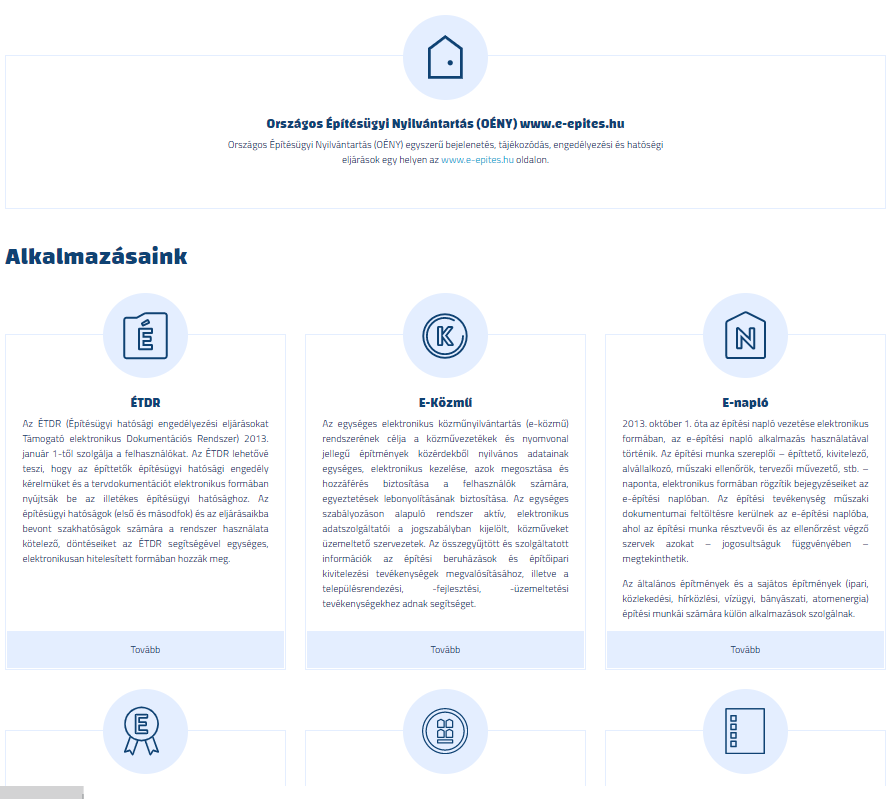 Országos Építésügyi Nyilvántartás (OÉNY) www.e-epites.hu
Országos Építésügyi Nyilvántartás (OÉNY) egyszerű bejelenetés, tájékozódás, engedélyezési és hatóségi
eljárások egy helyen az www.e-epites.hu oldalon.
Alkalmazásaink
É
K
N
ÉTDR
Az ÉTDR (Építésügyi hatósági engedélyezési eljárásokat
Támogató elektronikus Dokumentációs Rendszer) 2013.
január 1-től szolgálja a felhasználókat. Az ÉTDR lehetővé
teszi, hogy az építtetők építésügyi hatósági engedély
kérelmüket és a tervdokumentációt elektronikus formában
nyújtsák be az illetékes építésügyi hatósághoz. Az
építésügyi hatóságok (első és másodfok) és az eljárásaikba
bevont szakhatóságok számára a rendszer használata
kötelező, döntéseiket az ÉTDR segítségével egységes,
elektronikusan hitelesített formában hozzák meg.
Tovább
E-Közmű
Az egységes elektronikus közműnyilvántartás (e-közmű)
rendszerének célja a közművezetékek és nyomvonal
jellegű építmények közérdekből nyilvános adatainak
egységes, elektronikus kezelése, azok megosztása és
hozzáférés biztosítása a felhasználók számára,
egyeztetések lebonyolításának biztosítása. Az egységes
szabályozáson alapuló rendszer aktív, elektronikus
adatszolgáltatói a jogszabályban kijelölt, közműveket
üzemeltető szervezetek. Az összegyűjtött és szolgáltatott
információk az építési beruházások és építőipari
kivitelezési tevékenységek megvalósításához, illetve a
településrendezési, -fejlesztési, -üzemeltetési
tevékenységekhez adnak segítséget.
Tovább
E-napló
2013. október 1. óta az építési napló vezetése elektronikus
formában, az e-építési napló alkalmazás használatával
történik. Az építési munka szereplői – építtető, kivitelező,
alvállalkozó, műszaki ellenőrök, tervezői művezető, stb. –
naponta, elektronikus formában rögzítik bejegyzéseiket az
e-építési naplóban. Az építési tevékenység műszaki
dokumentumai feltöltésre kerülnek az e-építési naplóba,
ahol az építési munka résztvevői és az ellenőrzést végző
szervek azokat – jogosultságuk függvényében –
megtekinthetik.
Az általános építmények és a sajátos építmények (ipari,
közlekedési, hírközlési, vízügyi, bányászati, atomenergia)
építési munkái számára külön alkalmazások szolgálnak.
Tovább
E